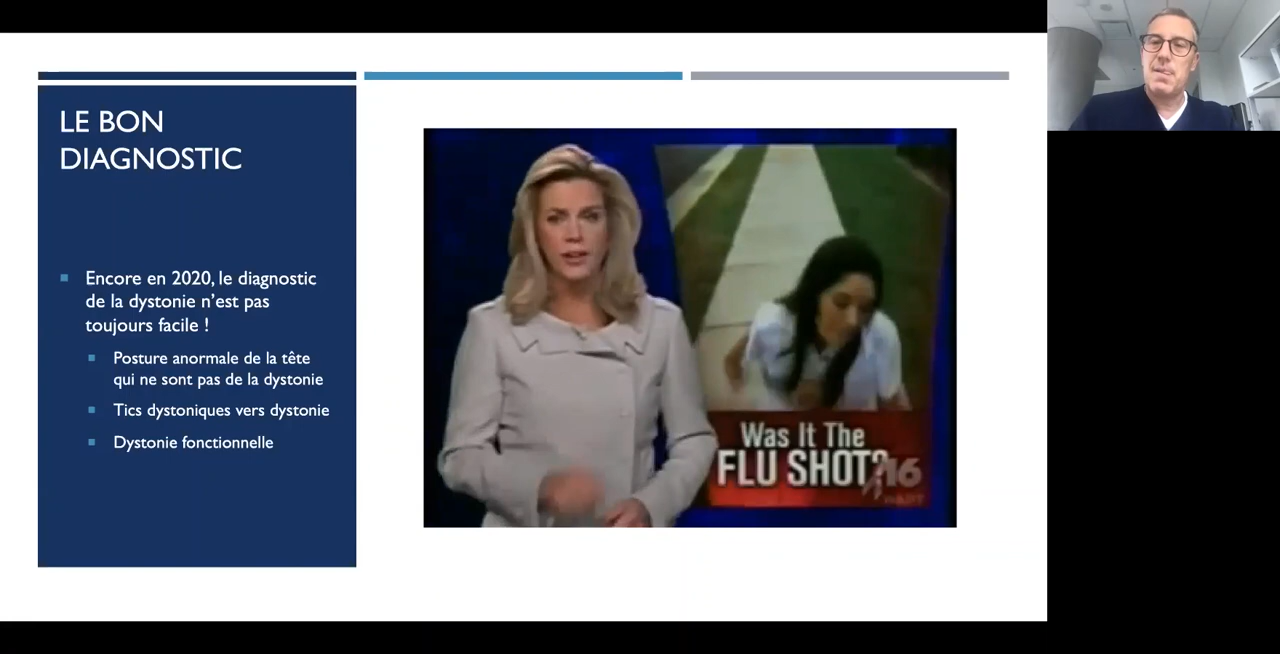 LE BON
DIAGNOSTIC
Encore en 2020, le diagnostic
de la dystonie n’est pas
toujours facile !
Posture anormale de la tête
qui ne sont pas de la dystonie
Tics dystoniques vers dystonie
Dystonie fonctionnelle
Was It The
FLU SHOT?
16